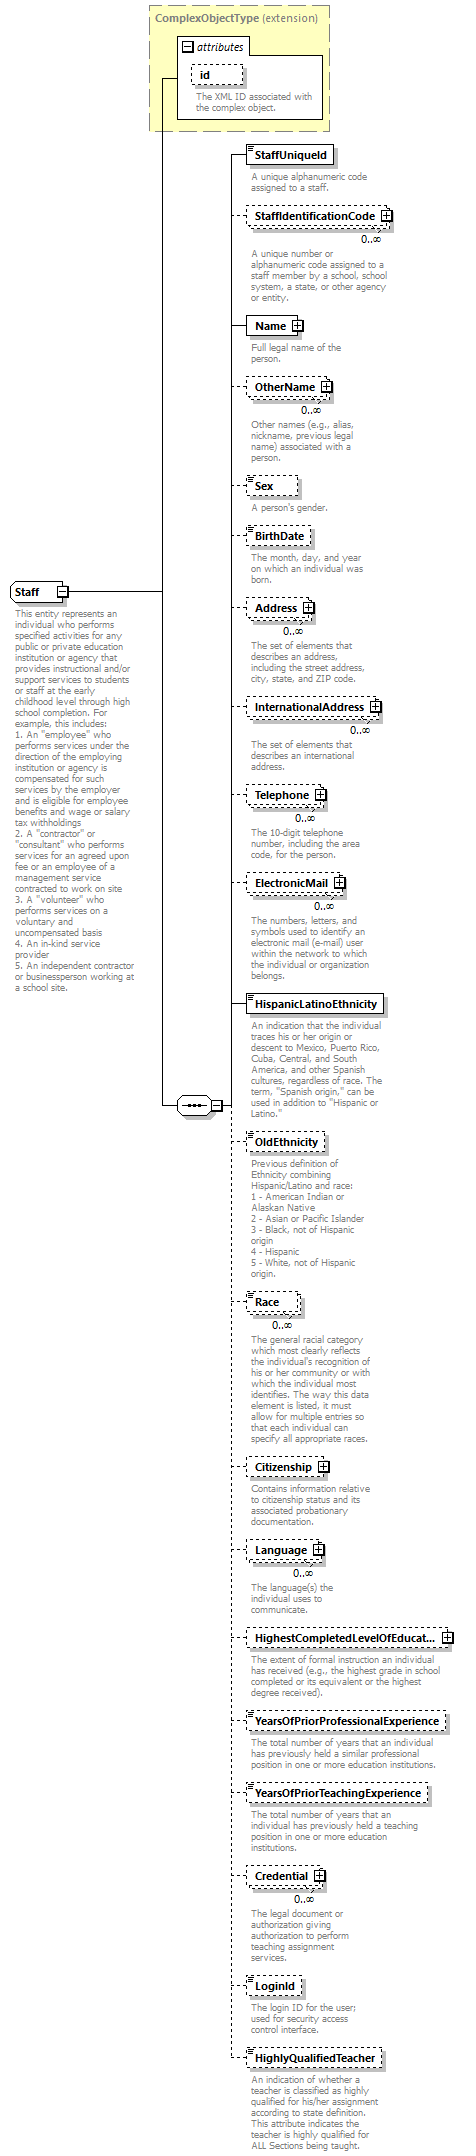 ComplexObjectType (extension)
attributes
id
The XML ID associated with
the complex object.
StaffUniqueId
A unique alphanumeric code
assigned to a staff.
StaffIdentificationCode
0..∞
A unique number or
alphanumeric code assigned to a
staff member by a school, school
system, a state, or other agency
or entity.
Name
Full legal name of the
person.
OtherName
0..∞
Other names (e.g., alias,
nickname, previous legal
name) associated with a
person.
Sex
A person's gender.
BirthDate
The month, day, and year
on which an individual was
born.
Staff
This entity represents an
individual who performs
specified activities for any
public or private education
institution or agency that
provides instructional and/or
support services to students
or staff at the early
childhood level through high
school completion. For
example, this includes:
1. An "employee" who
performs services under the
direction of the employing
institution or agency is
compensated for such
services by the employer
and is eligible for employee
benefits and wage or salary
tax withholdings
2. A "contractor" or
"consultant" who performs
services for an agreed upon
fee or an employee of a
management service
contracted to work on site
3. A "volunteer" who
performs services on a
voluntary and
uncompensated basis
4. An in-kind service
provider
5. An independent contractor
or businessperson working at
a school site.
Address
0..∞
The set of elements that
describes an address,
including the street address,
city, state, and ZIP code.
InternationalAddress
0..∞
The set of elements that
describes an international
address.
Telephone
0..∞
The 10-digit telephone
number, including the area
code, for the person.
ElectronicMail
0..∞
The numbers, letters, and
symbols used to identify an
electronic mail (e-mail) user
within the network to which
the individual or organization
belongs.
HispanicLatinoEthnicity
An indication that the individual
traces his or her origin or
descent to Mexico, Puerto Rico,
Cuba, Central, and South
America, and other Spanish
cultures, regardless of race. The
term, "Spanish origin," can be
used in addition to "Hispanic or
Latino."
OldEthnicity
Previous definition of
Ethnicity combining
Hispanic/Latino and race:
1 - American Indian or
Alaskan Native
2 - Asian or Pacific Islander
3 - Black, not of Hispanic
origin
4 - Hispanic
5 - White, not of Hispanic
origin.
Race
0..∞
The general racial category
which most clearly reflects
the individual's recognition of
his or her community or with
which the individual most
identifies. The way this data
element is listed, it must
allow for multiple entries so
that each individual can
specify all appropriate races.
Citizenship
Contains information relative
to citizenship status and its
associated probationary
documentation.
Language
0..∞
The language(s) the
individual uses to
communicate.
HighestCompletedLevelOfEducat...
The extent of formal instruction an individual
has received (e.g., the highest grade in school
completed or its equivalent or the highest
degree received).
YearsOfPriorProfessionalExperience
The total number of years that an individual
has previously held a similar professional
position in one or more education institutions.
YearsOfPriorTeachingExperience
The total number of years that an
individual has previously held a teaching
position in one or more education
institutions.
Credential
0..∞
The legal document or
authorization giving
authorization to perform
teaching assignment
services.
LoginId
The login ID for the user;
used for security access
control interface.
HighlyQualifiedTeacher
An indication of whether a
teacher is classified as highly
qualified for his/her assignment
according to state definition.
This attribute indicates the
teacher is highly qualified for
ALL Sections being taught.